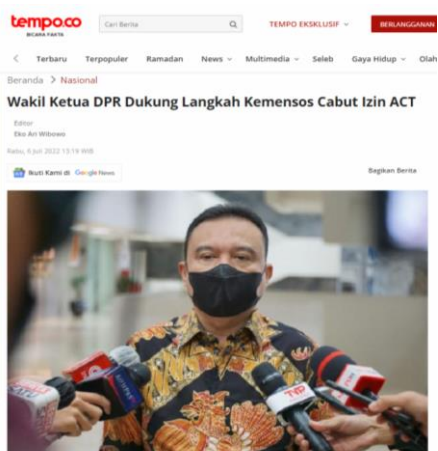 tempo.co
BICARA FAKTA
Cari Berita
TEMPO EKSKLUSIF
BERLANGGANAN
Terbaru
Terpopuler
Ramadan
News
Multimedia
Seleb
Gaya Hidup
Olah
Beranda > Nasional
Wakil Ketua DPR Dukung Langkah Kemensos Cabut Izin ACT
Editor
Eko Ari Wibowo
Rabu, 6 Juli 2022 13:19 WIB
Ikuti Kami di Google News
Bagikan Berita